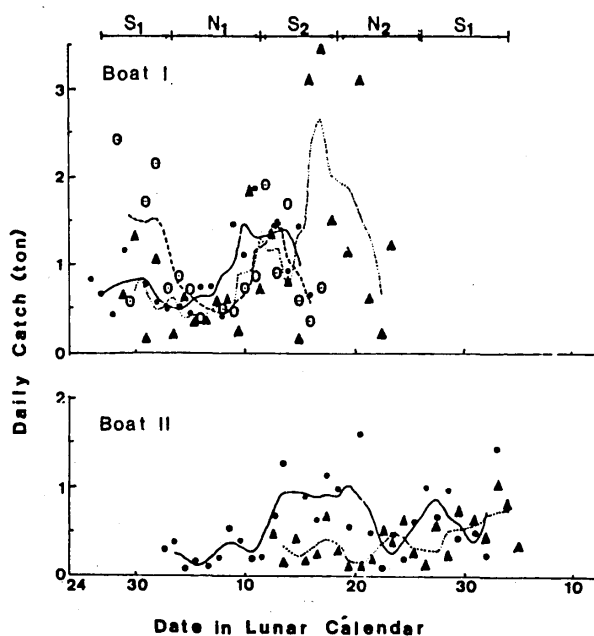 S1 N1 S2 N2 S1
Boat I
3
2
1
0
Daily Catch (ton)
Boat II
2
1
0
24 30 10 20 30 10
Date in Lunar Calendar